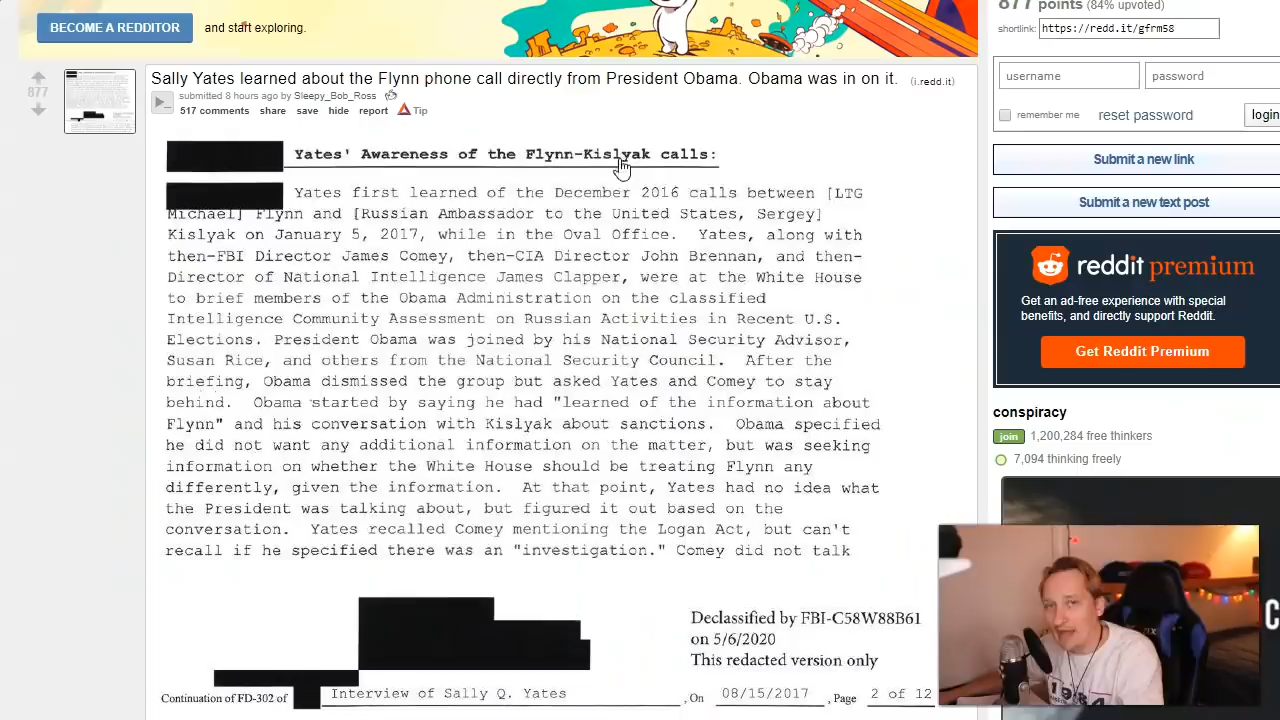 BECOME A REDDITOR and start exploring.
877 points (84% upvoted)
shortlink: https://redd.it/gfrm58
877
Sally Yates learned about the Flynn phone call directly from President Obama. Obama was in on it. (i.redd.it)
submitted 8 hours ago by Sleepy_Bob_Ross
517 comments share save hide report Tip
username password
remember me reset password login
Submit a new link
Submit a new text post
reddit premium
Get an ad-free experience with special
benefits, and directly support Reddit.
Get Reddit Premium
conspiracy
join 1,200,284 free thinkers
7,094 thinking freely
Yates' Awareness of the Flynn-Kislyak calls:
Yates first learned of the December 2016 calls between [LTG
Michael] Flynn and [Russian Ambassador to the United States, Sergey]
Kislyak on January 5, 2017, while in the Oval Office. Yates, along with
then-FBI Director James Comey, then-CIA Director John Brennan, and then-
Director of National Intelligence James Clapper, were at the White House
to brief members of the Obama Administration on the classified
Intelligence Community Assessment on Russian Activities in Recent U.S.
Elections. President Obama was joined by his National Security Advisor,
Susan Rice, and others from the National Security Council. After the
briefing, Obama dismissed the group but asked Yates and Comey to stay
behind. Obama started by saying he had "learned of the information about
Flynn" and his conversation with Kislyak about sanctions. Obama specified
he did not want any additional information on the matter, but was seeking
information on whether the White House should be treating Flynn any
differently, given the information. At that point, Yates had no idea what
the President was talking about, but figured it out based on the
conversation. Yates recalled Comey mentioning the Logan Act, but can't
recall if he specified there was an "investigation." Comey did not talk
Declassified by FBI-C58W88B61
on 5/6/2020
This redacted version only
Continuation of FD-302 of Interview of Sally Q. Yates , On 08/15/2017 , Page 2 of 12